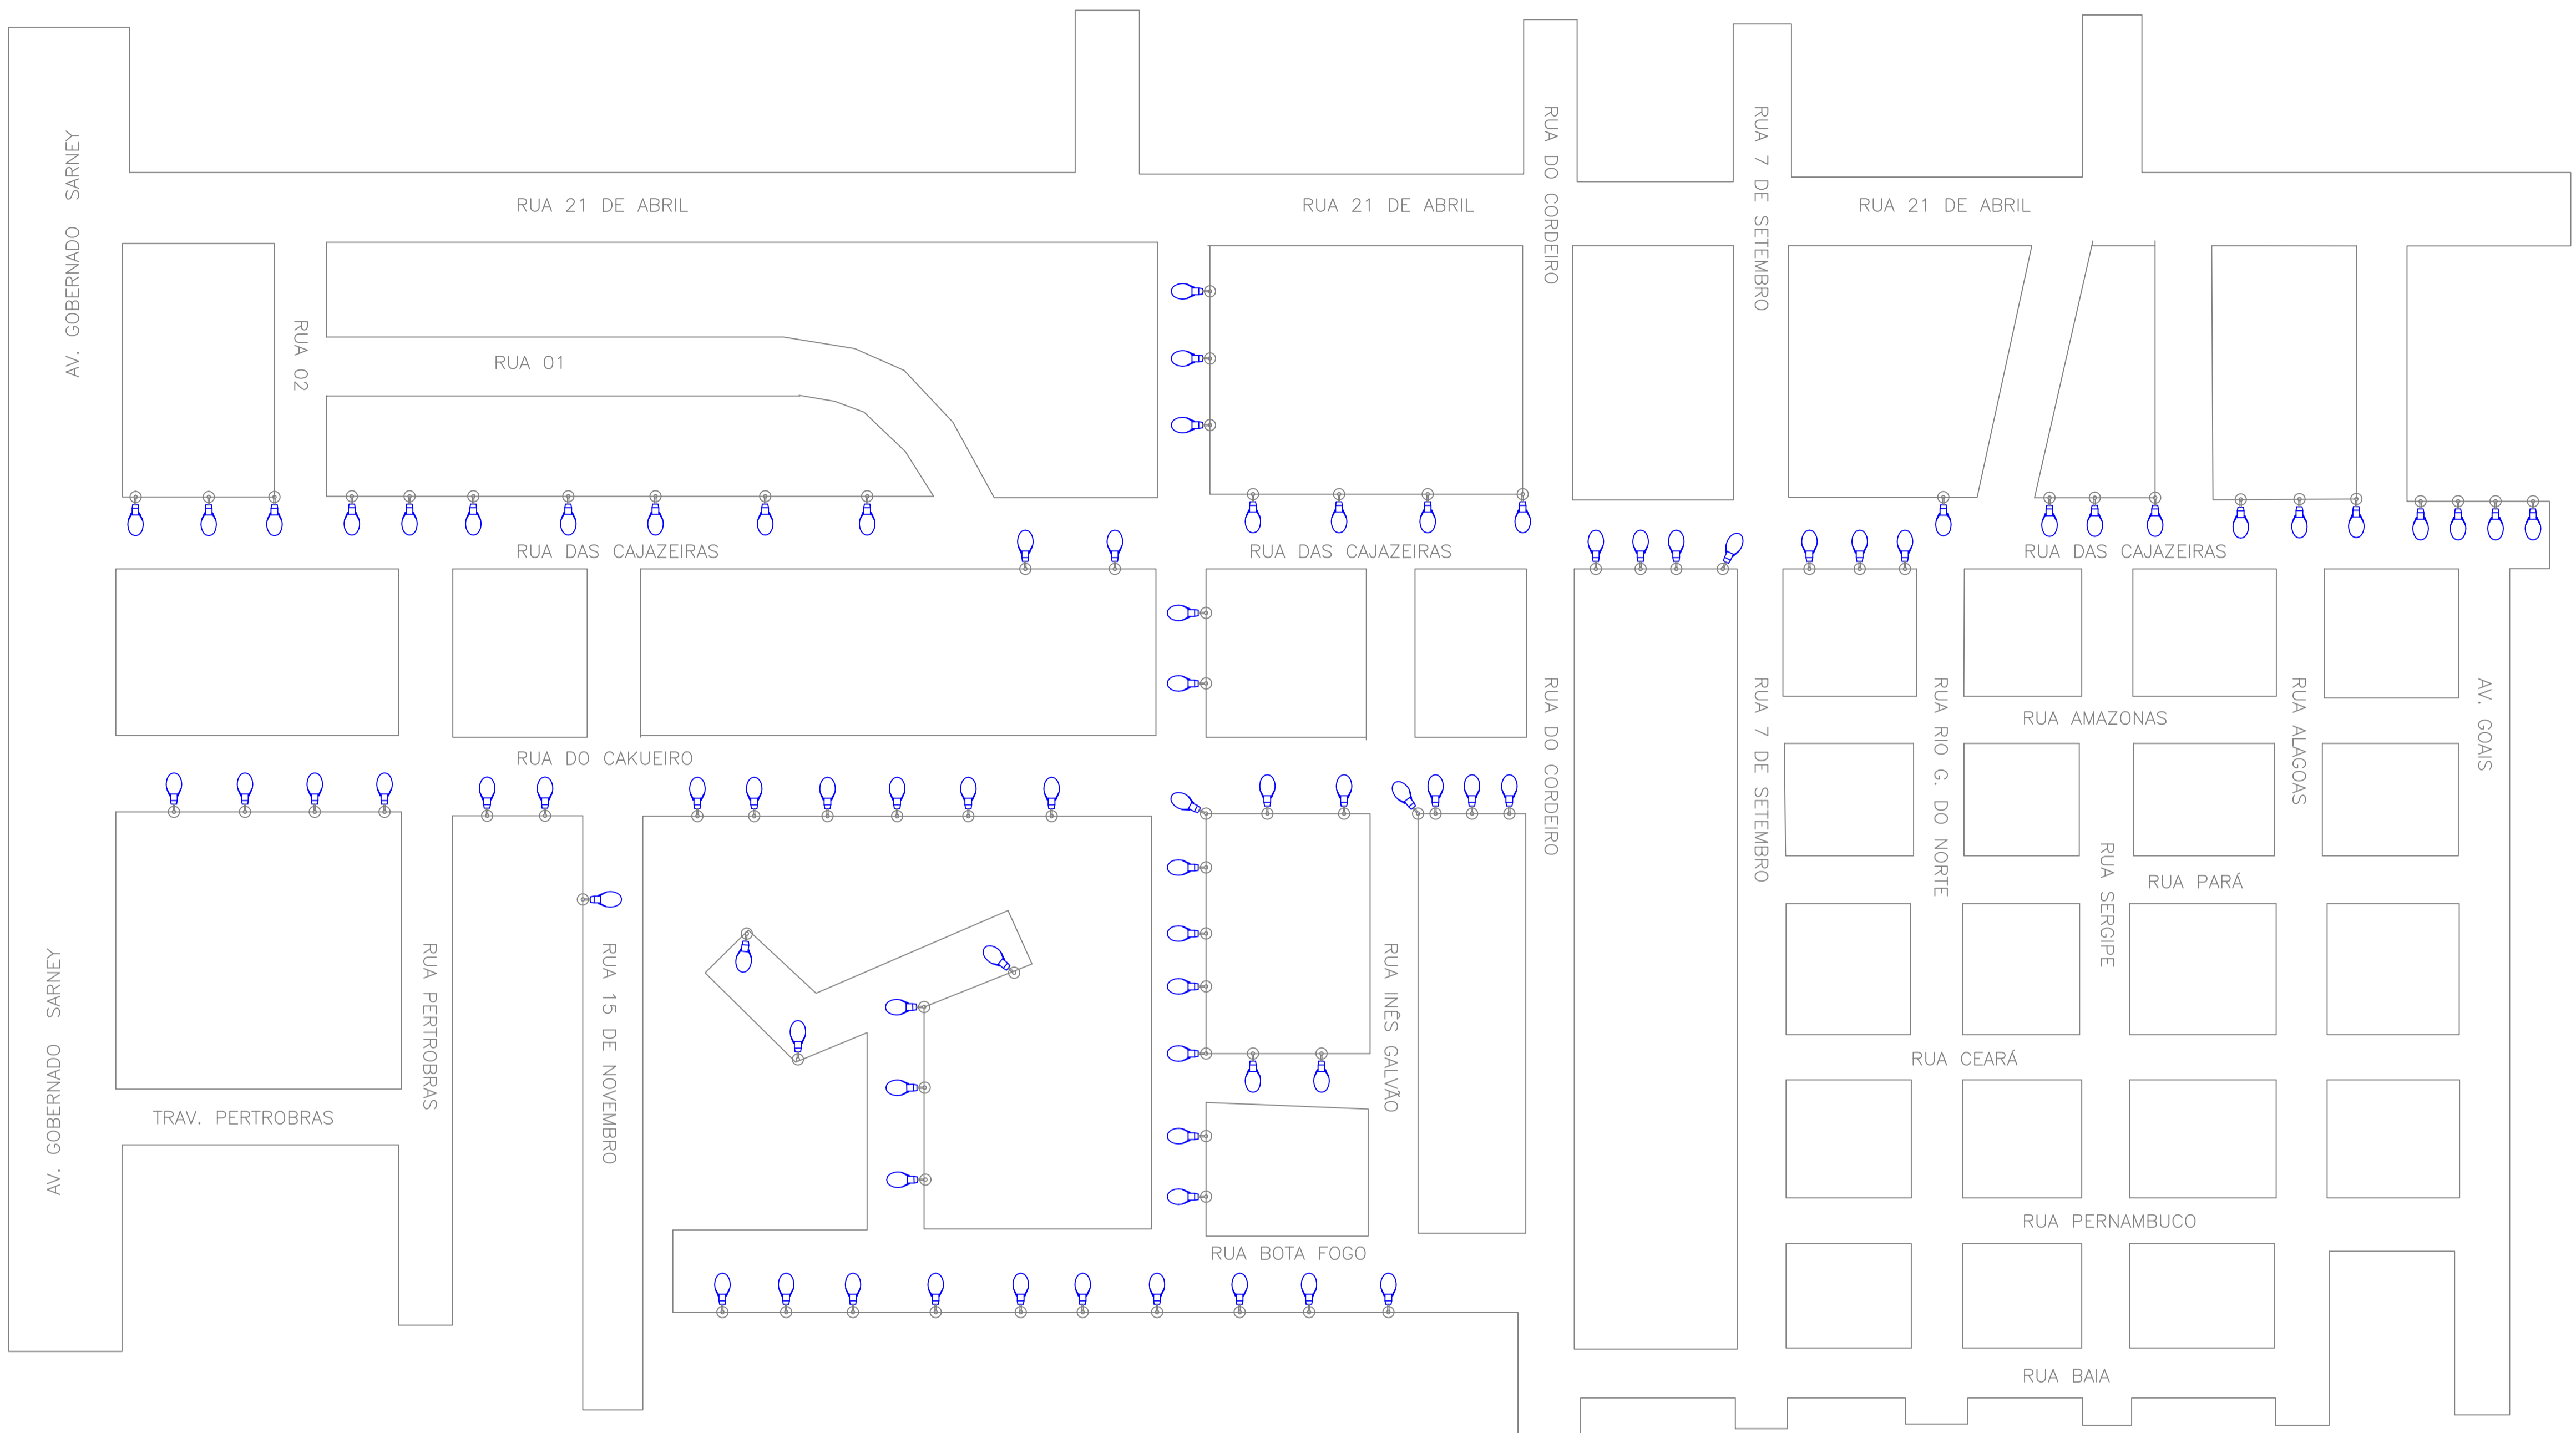 AV. GOBERNADO SARNEY
RUA 21 DE ABRIL
RUA 21 DE ABRIL
RUA DO CORDEIRO
RUA 7 DE SETEMBRO
RUA 21 DE ABRIL
RUA 02
RUA 01
RUA DAS CAJAZEIRAS
RUA DAS CAJAZEIRAS
RUA DAS CAJAZEIRAS
RUA DO CAKUEIRO
RUA DO CORDEIRO
RUA 7 DE SETEMBRO
RUA RIO G. DO NORTE
RUA AMAZONAS
RUA ALAGOAS
AV. GOAIS
RUA SERGIPE
RUA PARÁ
AV. GOBERNADO SARNEY
RUA PERTROBRAS
RUA 15 DE NOVEMBRO
RUA INÊS GALVÃO
RUA CEARÁ
TRAV. PERTROBRAS
RUA PERNAMBUCO
RUA BOTA FOGO
RUA BAIA